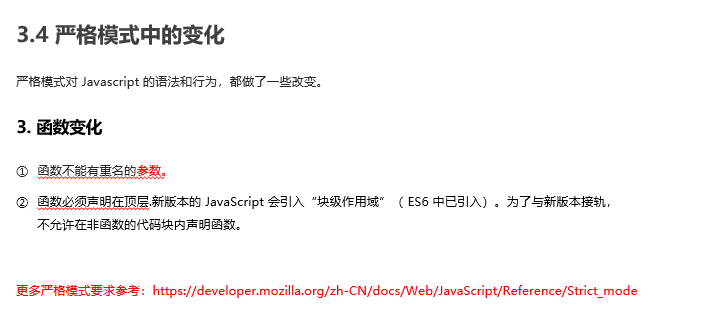 3.4 严格模式中的变化
严格模式对 Javascript 的语法和行为，都做了一些改变。
3. 函数变化
① 函数不能有重名的参数。
② 函数必须声明在顶层.新版本的 JavaScript 会引入“块级作用域”（ ES6 中已引入）。为了与新版本接轨，
不允许在非函数的代码块内声明函数。
更多严格模式要求参考：https://developer.mozilla.org/zh-CN/docs/Web/JavaScript/Reference/Strict_mode